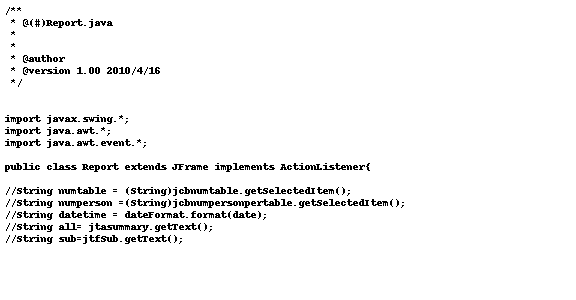 /**
 * @(#)Report.java
 *
 *
 * @author
 * @version 1.00 2010/4/16
 */
import javax.swing.*;
import java.awt.*;
import java.awt.event.*;
public class Report extends JFrame implements ActionListener{
//String numtable = (String)jcbnumtable.getSelectedItem();
//String numperson =(String)jcbnumpersonpertable.getSelectedItem();
//String datetime = dateFormat.format(date);
//String all= jtasummary.getText();
//String sub=jtfSub.getText();